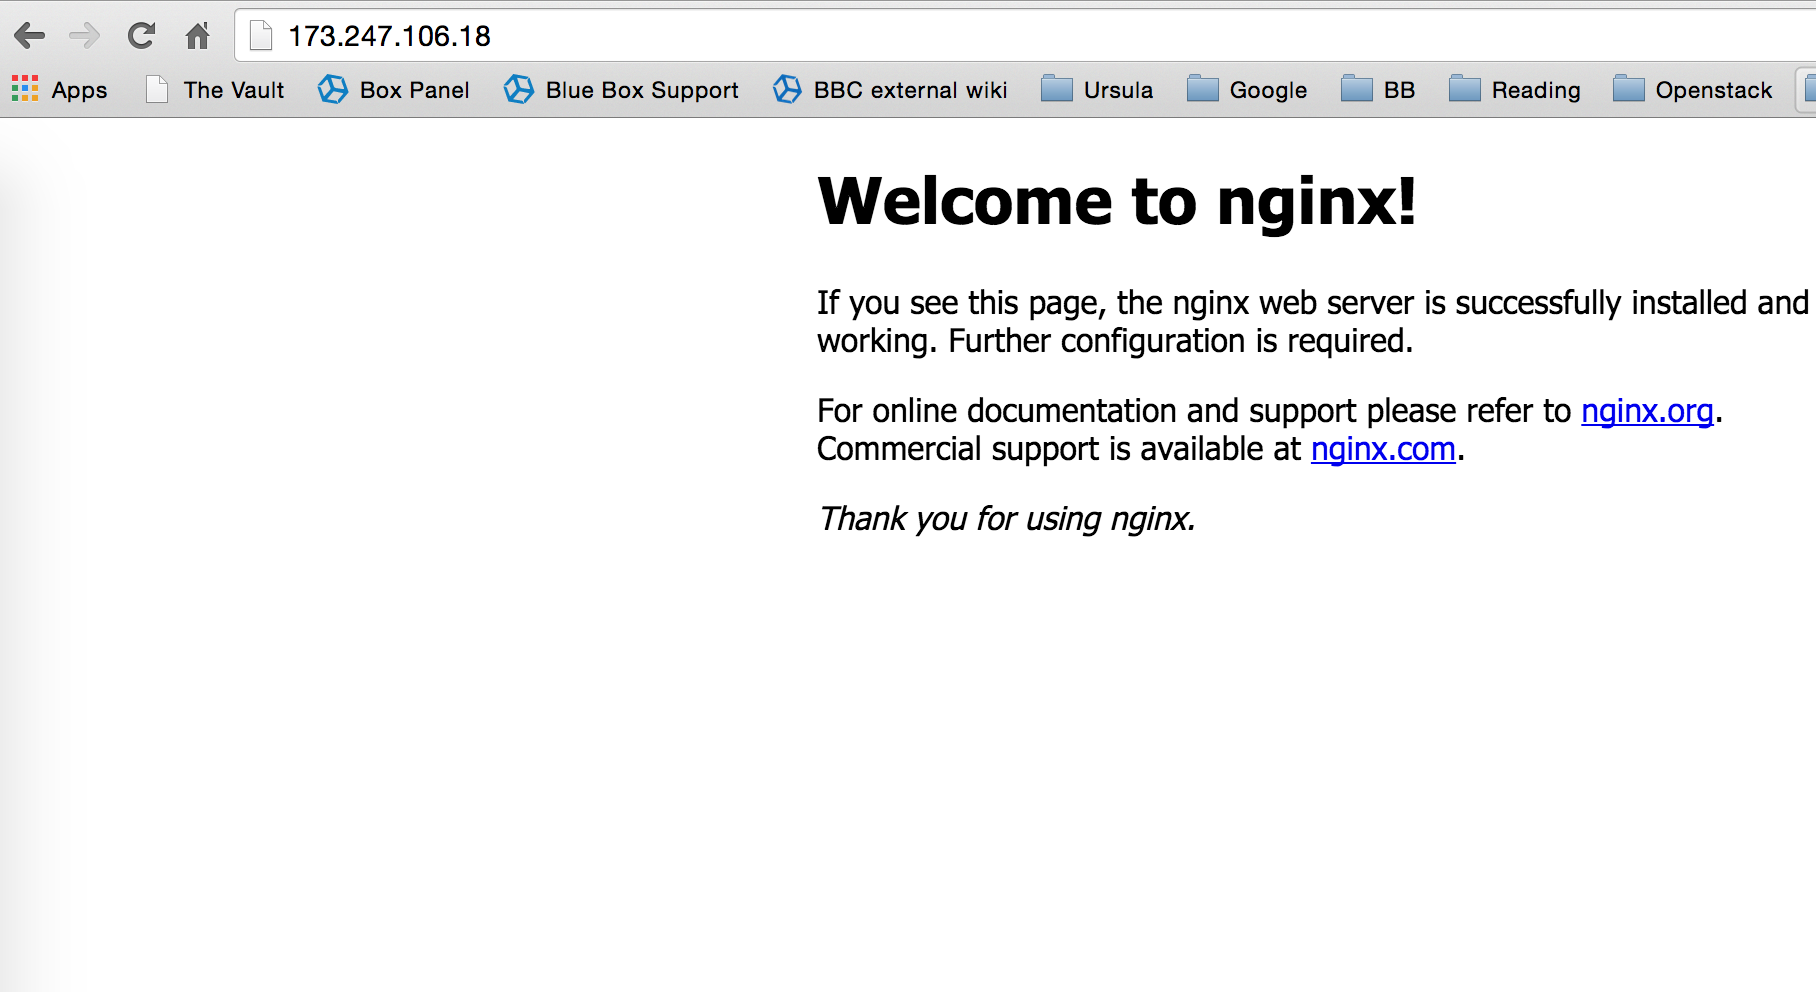 173.247.106.18
Apps The Vault Box Panel Blue Box Support BBC external wiki Ursula Google BB Reading Openstack
Welcome to nginx!
If you see this page, the nginx web server is successfully installed and
working. Further configuration is required.
For online documentation and support please refer to nginx.org.
Commercial support is available at nginx.com.
Thank you for using nginx.